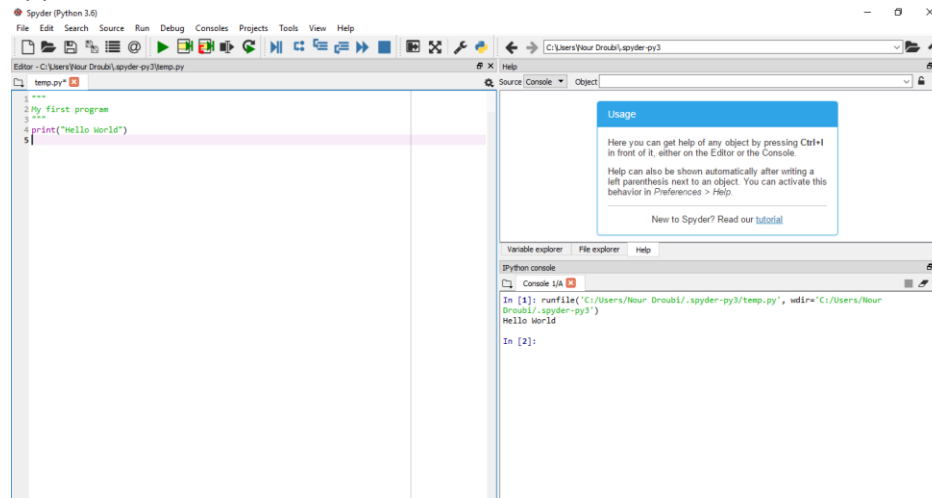 Spyder (Python 3.6)
File Edit Search Source Run Debug Consoles Projects Tools View Help
C:\Users\Nour Droubi\.spyder-py3
Editor - C:\Users\Nour Droubi\.spyder-py3\temp.py
temp.py*
1 """
2 My first program
3 """
4 print("Hello World")
5
Help
Source Console Object
Usage
Here you can get help of any object by pressing Ctrl+I
in front of it, either on the Editor or the Console.
Help can also be shown automatically after writing a
left parenthesis next to an object. You can activate this
behavior in Preferences > Help.
New to Spyder? Read our tutorial
Variable explorer File explorer Help
IPython console
Console 1/A
In [1]: runfile('C:/Users/Nour Droubi/.spyder-py3/temp.py', wdir='C:/Users/Nour
Droubi/.spyder-py3')
Hello World
In [2]: